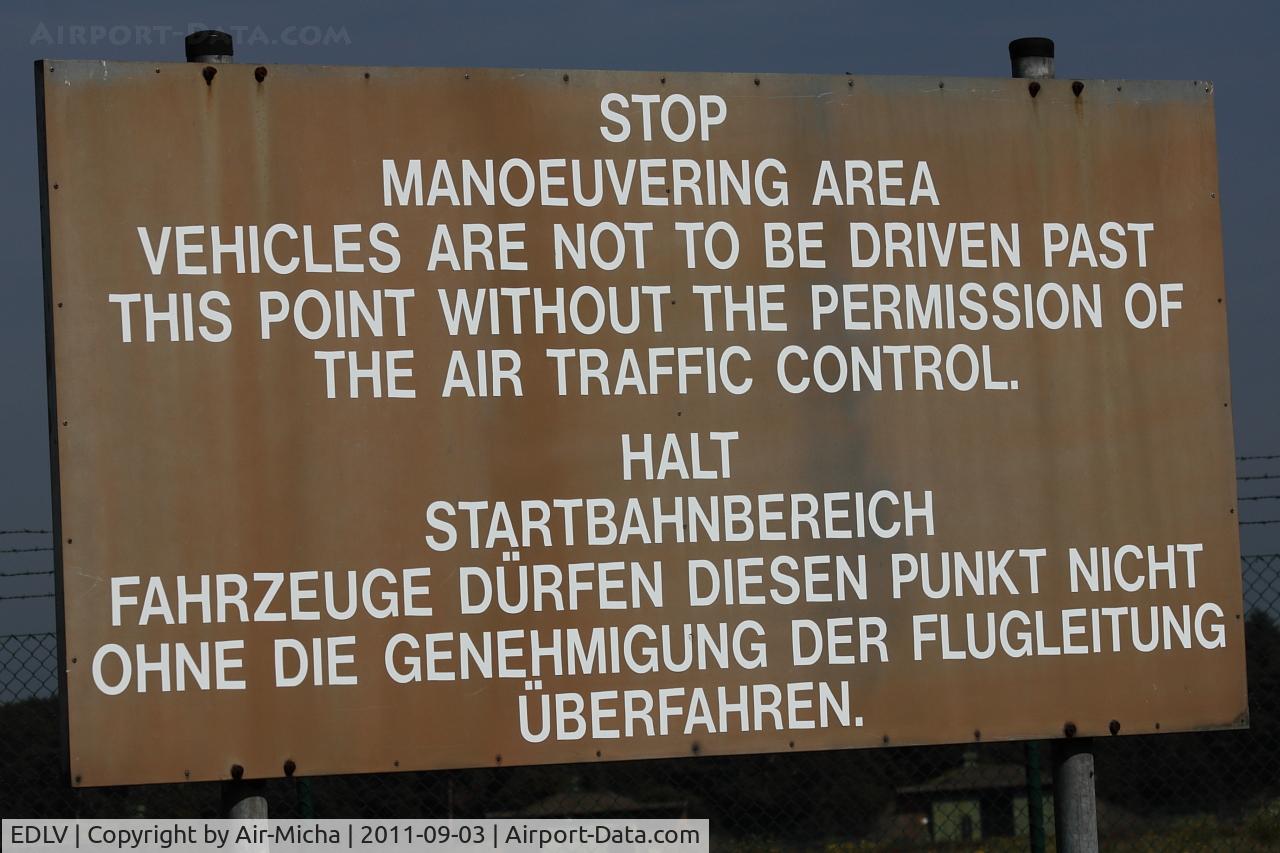 AIRPORT-DATA.COM
STOP
MANOEUVERING AREA
VEHICLES ARE NOT TO BE DRIVEN PAST
THIS POINT WITHOUT THE PERMISSION OF
THE AIR TRAFFIC CONTROL.
HALT
STARTBAHNBEREICH
FAHRZEUGE DÜRFEN DIESEN PUNKT NICHT
OHNE DIE GENEHMIGUNG DER FLUGLEITUNG
ÜBERFAHREN.
EDLV | Copyright by Air-Micha | 2011-09-03 | Airport-Data.com